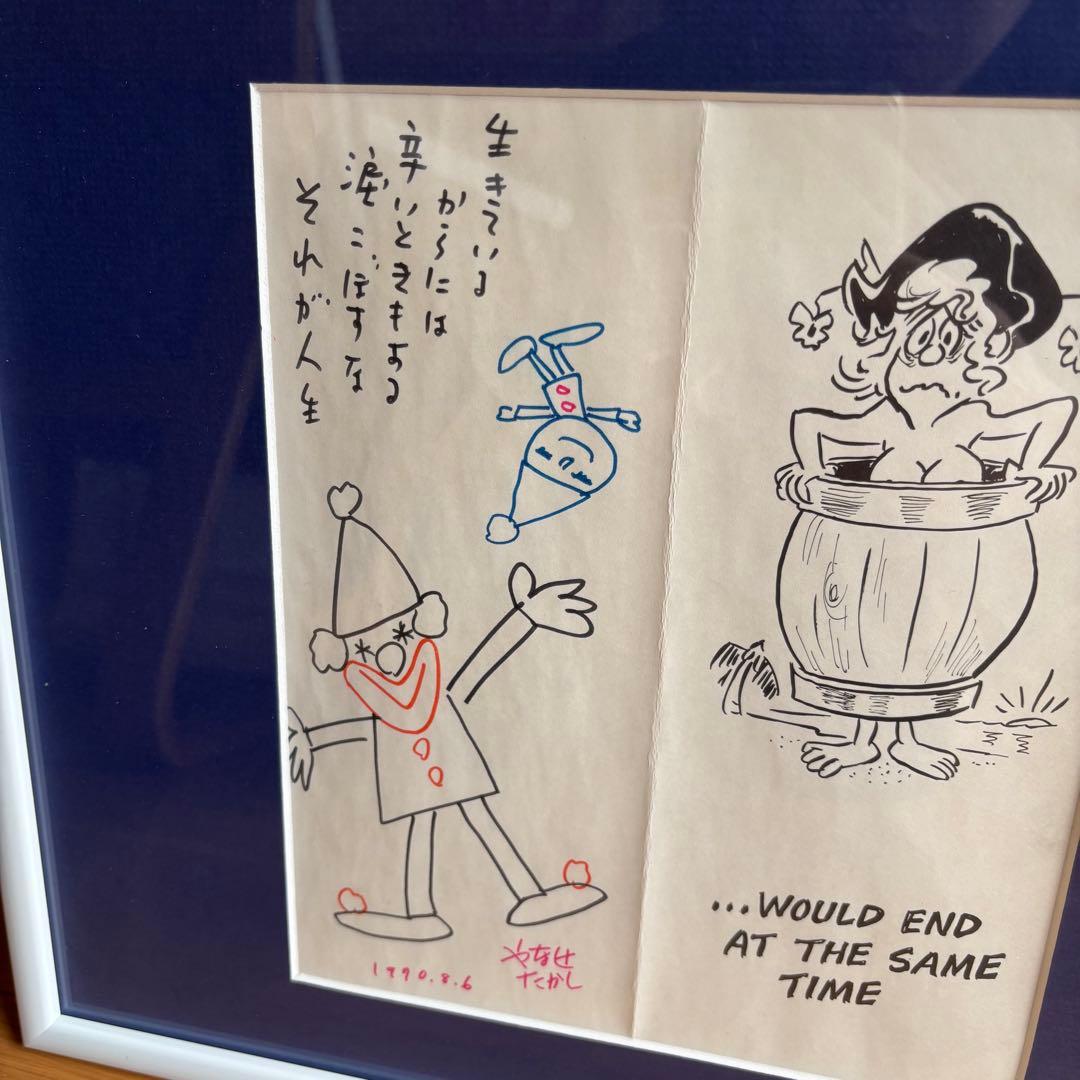 生きている
からには
辛いときもある
涙こぼすな
それが人生
1990.8.6
やなせ
たかし
...WOULD END
AT THE SAME
TIME